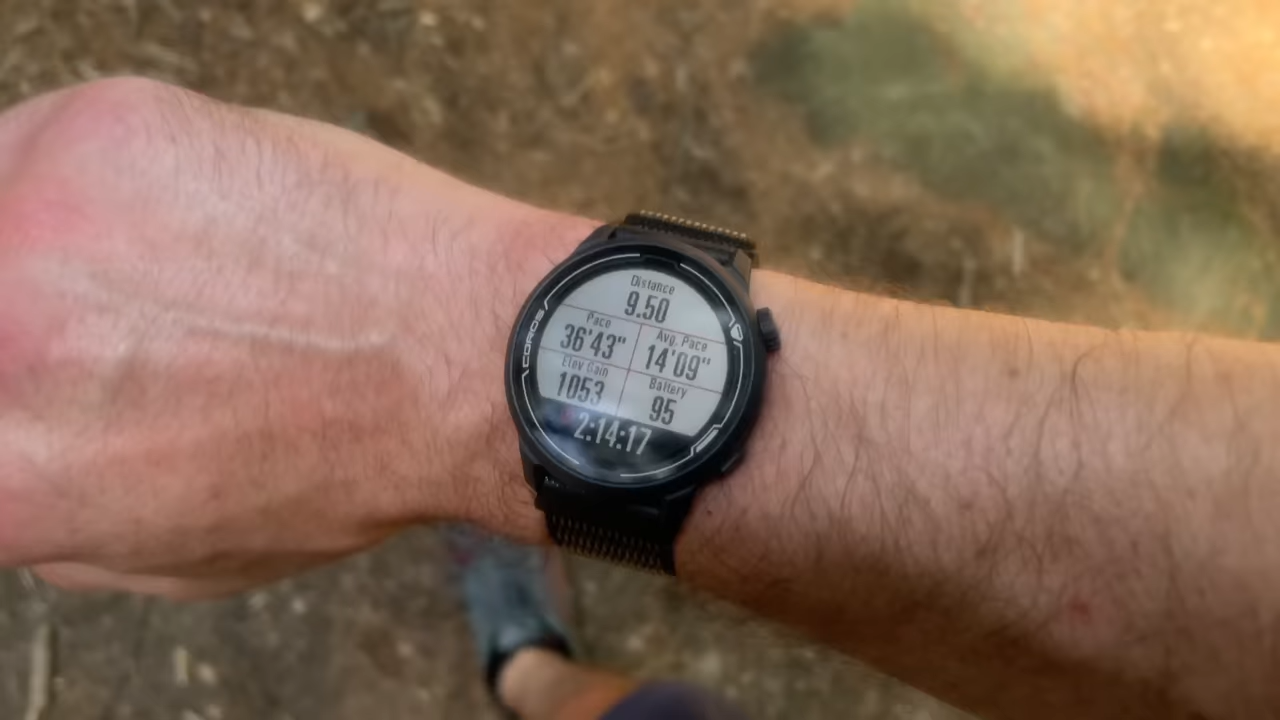 COROS
Distance
9.50
Pace Avg. Pace
36'43" 14'09"
Elev Gain Battery
1053 95
2:14:17